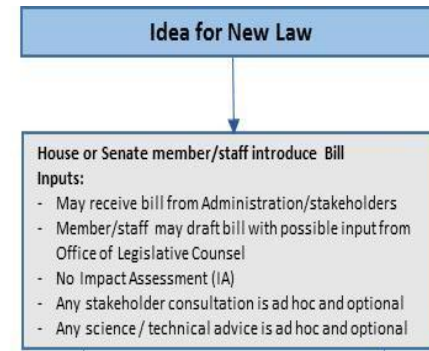 Idea for New Law
House or Senate member/staff introduce Bill
Inputs:
- May receive bill from Administration/stakeholders
- Member/staff may draft bill with possible input from
Office of Legislative Counsel
- No Impact Assessment (IA)
- Any stakeholder consultation is ad hoc and optional
- Any science / technical advice is ad hoc and optional